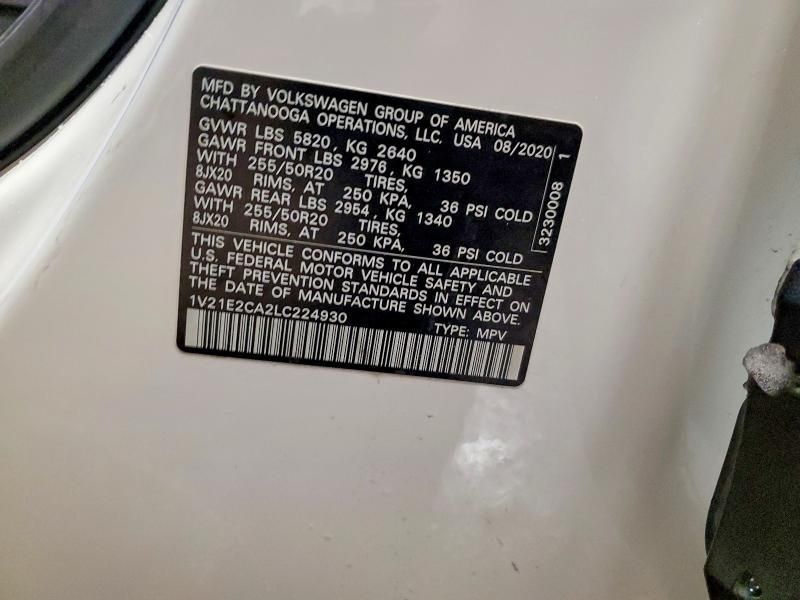 MFD BY VOLKSWAGEN GROUP OF AMERICA
CHATTANOOGA OPERATIONS, LLC. USA 08/2020
GVWR LBS 5820, KG 2640
GAWR FRONT LBS 2976, KG 1350
WITH 255/50R20 TIRES,
8JX20 RIMS, AT 250 KPA, 36 PSI COLD
GAWR REAR LBS 2954, KG 1340
WITH 255/50R20 TIRES,
8JX20 RIMS, AT 250 KPA, 36 PSI COLD
3230008 1
THIS VEHICLE CONFORMS TO ALL APPLICABLE
U.S. FEDERAL MOTOR VEHICLE SAFETY AND
THEFT PREVENTION STANDARDS IN EFFECT ON
THE DATE OF MANUFACTURE SHOWN ABOVE.
1V21E2CA2LC224930 TYPE: MPV